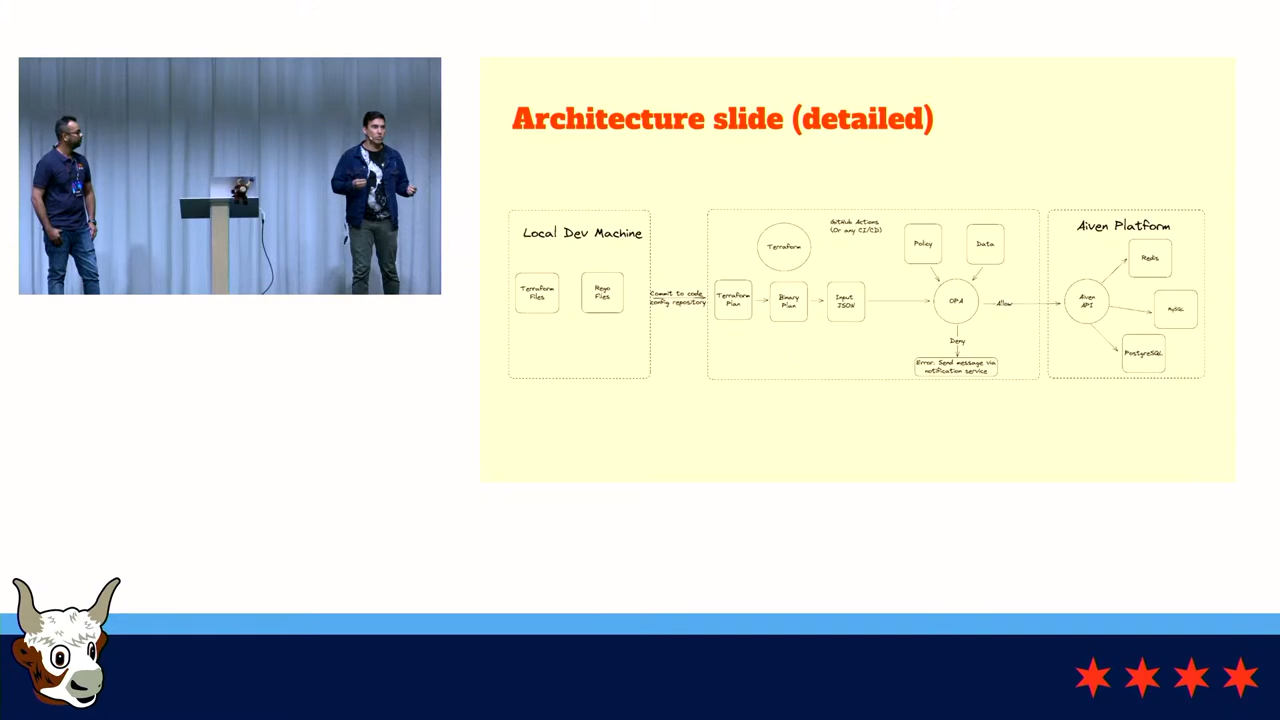 Architecture slide (detailed)
Local Dev Machine
Terraform
Files
Rego
Files
Commit to code
config repository
Terraform
GitHub Actions
(Or any CI/CD)
Terraform
Plan
Binary
Plan
Input
JSON
Policy
Data
OPA
Allow
Deny
Error: Send message via
notification service
Aiven Platform
Aiven
API
Redis
MySQL
PostgreSQL